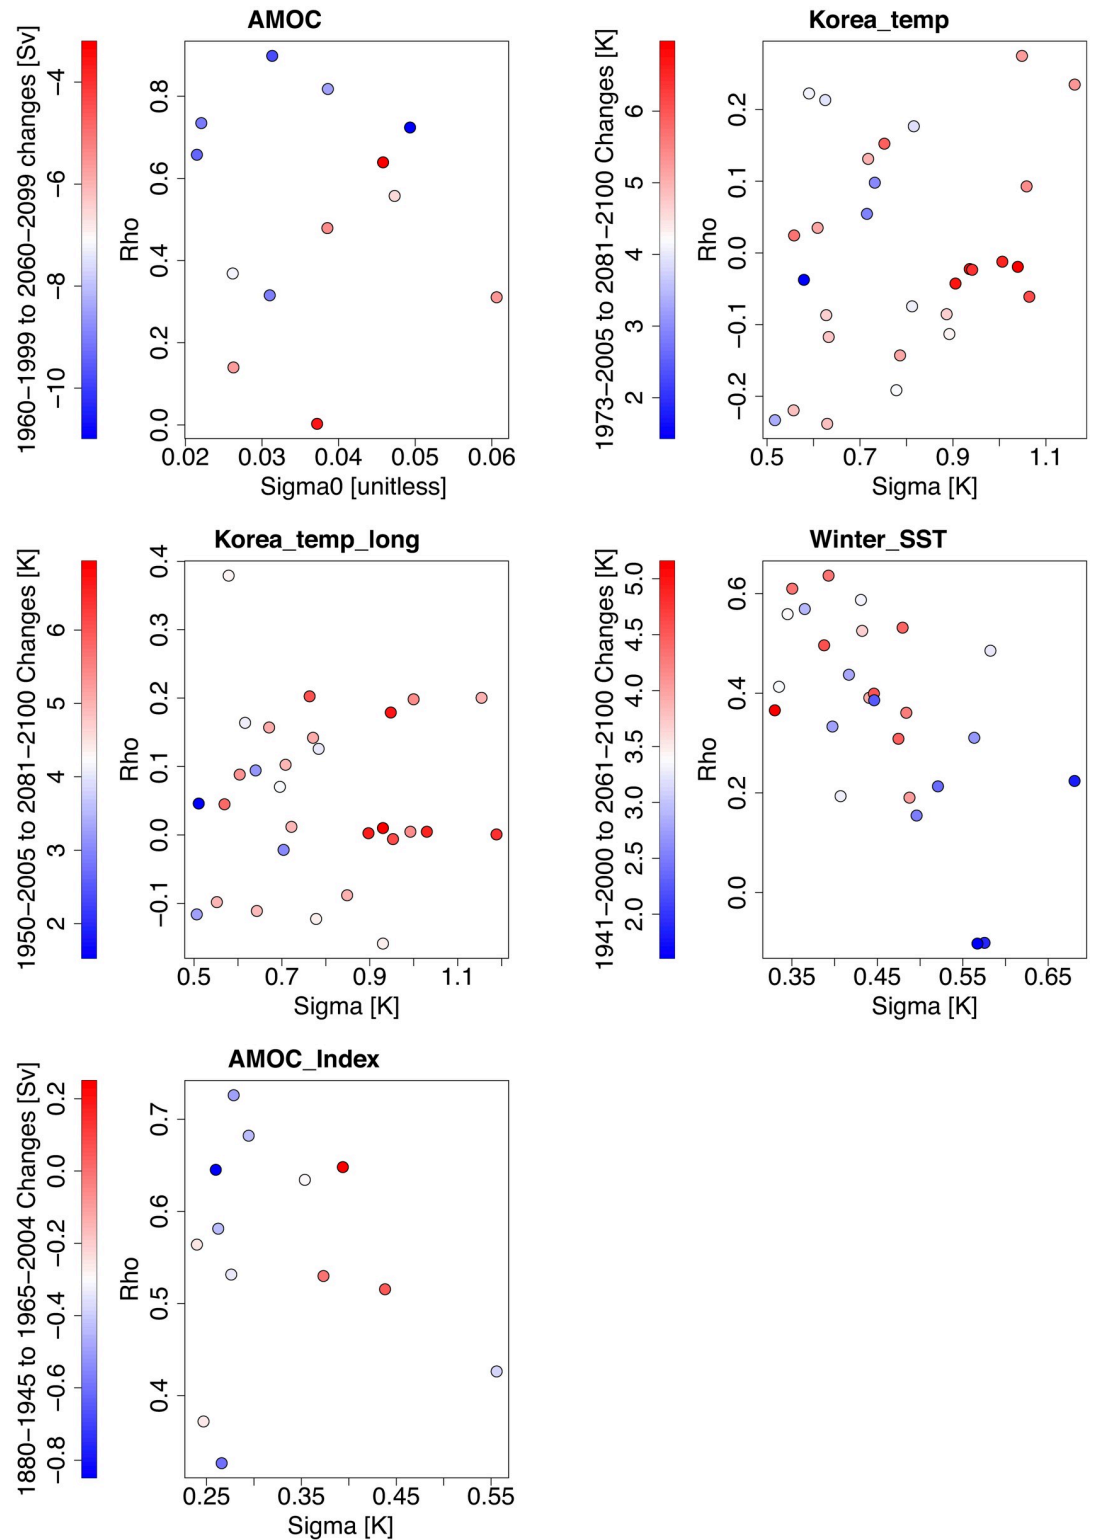 AMOC
1960−1999 to 2060−2099 changes [Sv]
−4
−6
−8
−10
Rho
0.8
0.6
0.4
0.2
0.0
0.02 0.03 0.04 0.05 0.06
Sigma0 [unitless]
Korea_temp
1973−2005 to 2081−2100 Changes [K]
6
5
4
3
2
Rho
0.2
0.1
0.0
−0.1
−0.2
0.5 0.7 0.9 1.1
Sigma [K]
Korea_temp_long
1950−2005 to 2081−2100 Changes [K]
6
5
4
3
2
Rho
0.4
0.3
0.2
0.1
0.0
−0.1
0.5 0.7 0.9 1.1
Sigma [K]
Winter_SST
1941−2000 to 2061−2100 Changes [K]
5.0
4.5
4.0
3.5
3.0
2.5
2.0
Rho
0.6
0.4
0.2
0.0
0.35 0.45 0.55 0.65
Sigma [K]
AMOC_Index
1880−1945 to 1965−2004 Changes [Sv]
0.2
0.0
−0.2
−0.4
−0.6
−0.8
Rho
0.7
0.6
0.5
0.4
0.25 0.35 0.45 0.55
Sigma [K]